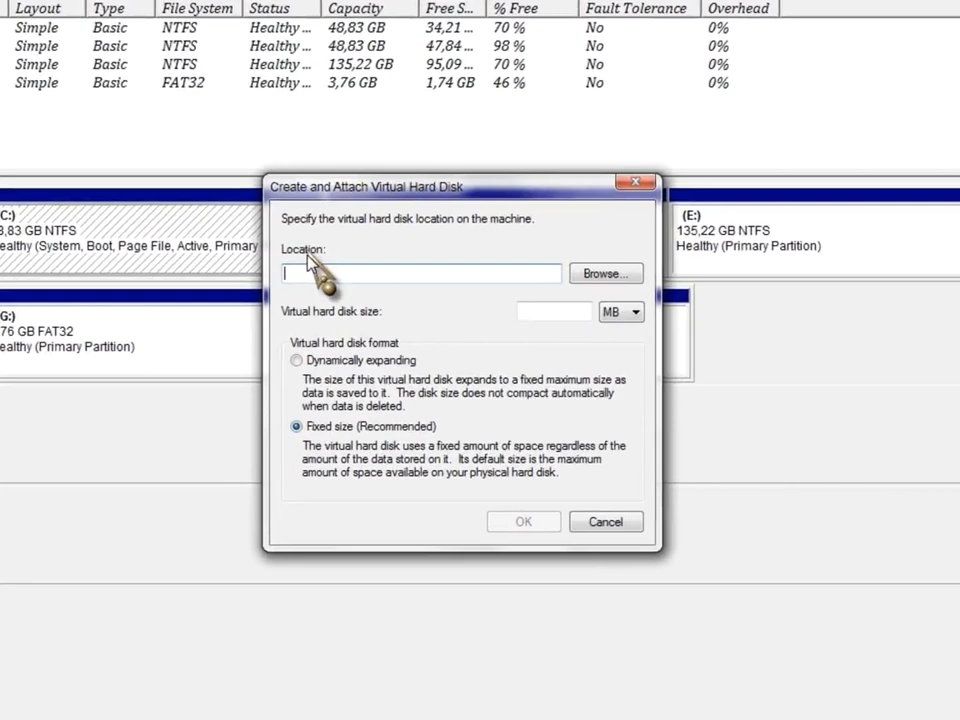 Layout Type File System Status Capacity Free S... % Free Fault Tolerance Overhead
Simple Basic NTFS Healthy ... 48,83 GB 34,21 ... 70 % No 0%
Simple Basic NTFS Healthy ... 48,83 GB 47,84 ... 98 % No 0%
Simple Basic NTFS Healthy ... 135,22 GB 95,09 ... 70 % No 0%
Simple Basic FAT32 Healthy ... 3,76 GB 1,74 GB 46 % No 0%
Create and Attach Virtual Hard Disk
Specify the virtual hard disk location on the machine.
Location:
Browse...
Virtual hard disk size:
MB
Virtual hard disk format
Dynamically expanding
The size of this virtual hard disk expands to a fixed maximum size as
data is saved to it. The disk size does not compact automatically
when data is deleted.
Fixed size (Recommended)
The virtual hard disk uses a fixed amount of space regardless of the
amount of the data stored on it. Its default size is the maximum
amount of space available on your physical hard disk.
OK Cancel
C:)
8,83 GB NTFS
ealthy (System, Boot, Page File, Active, Primary
(E:)
135,22 GB NTFS
Healthy (Primary Partition)
G:)
76 GB FAT32
ealthy (Primary Partition)